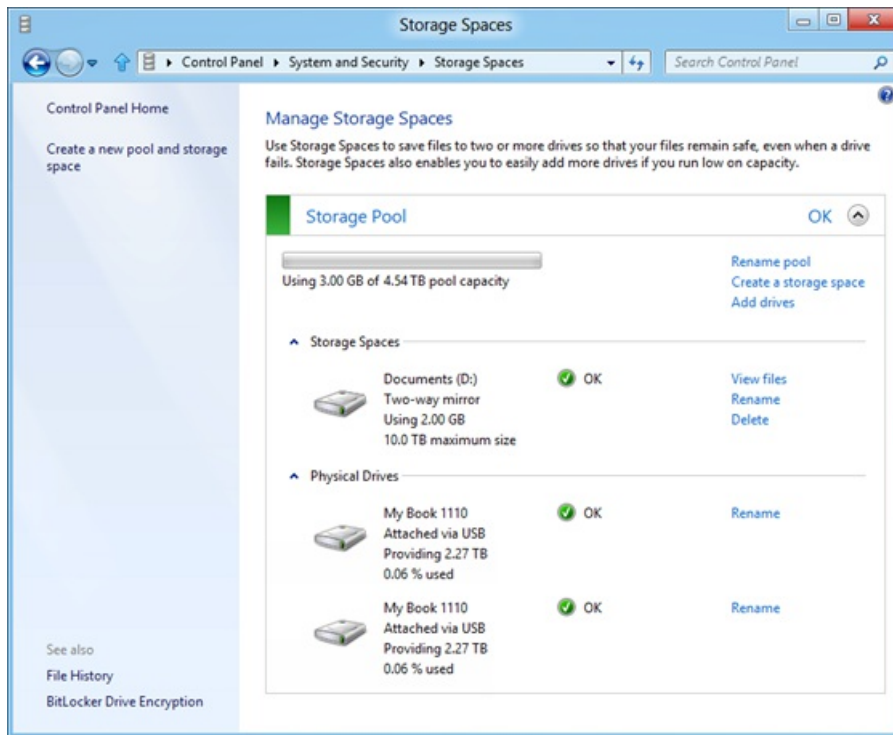 Storage Spaces
Control Panel ▸ System and Security ▸ Storage Spaces
Search Control Panel
Control Panel Home
Create a new pool and storage
space
Manage Storage Spaces
Use Storage Spaces to save files to two or more drives so that your files remain safe, even when a drive
fails. Storage Spaces also enables you to easily add more drives if you run low on capacity.
Storage Pool
OK
Using 3.00 GB of 4.54 TB pool capacity
Rename pool
Create a storage space
Add drives
Storage Spaces
Documents (D:)
Two-way mirror
Using 2.00 GB
10.0 TB maximum size
OK
View files
Rename
Delete
Physical Drives
My Book 1110
Attached via USB
Providing 2.27 TB
0.06 % used
OK
Rename
My Book 1110
Attached via USB
Providing 2.27 TB
0.06 % used
OK
Rename
See also
File History
BitLocker Drive Encryption